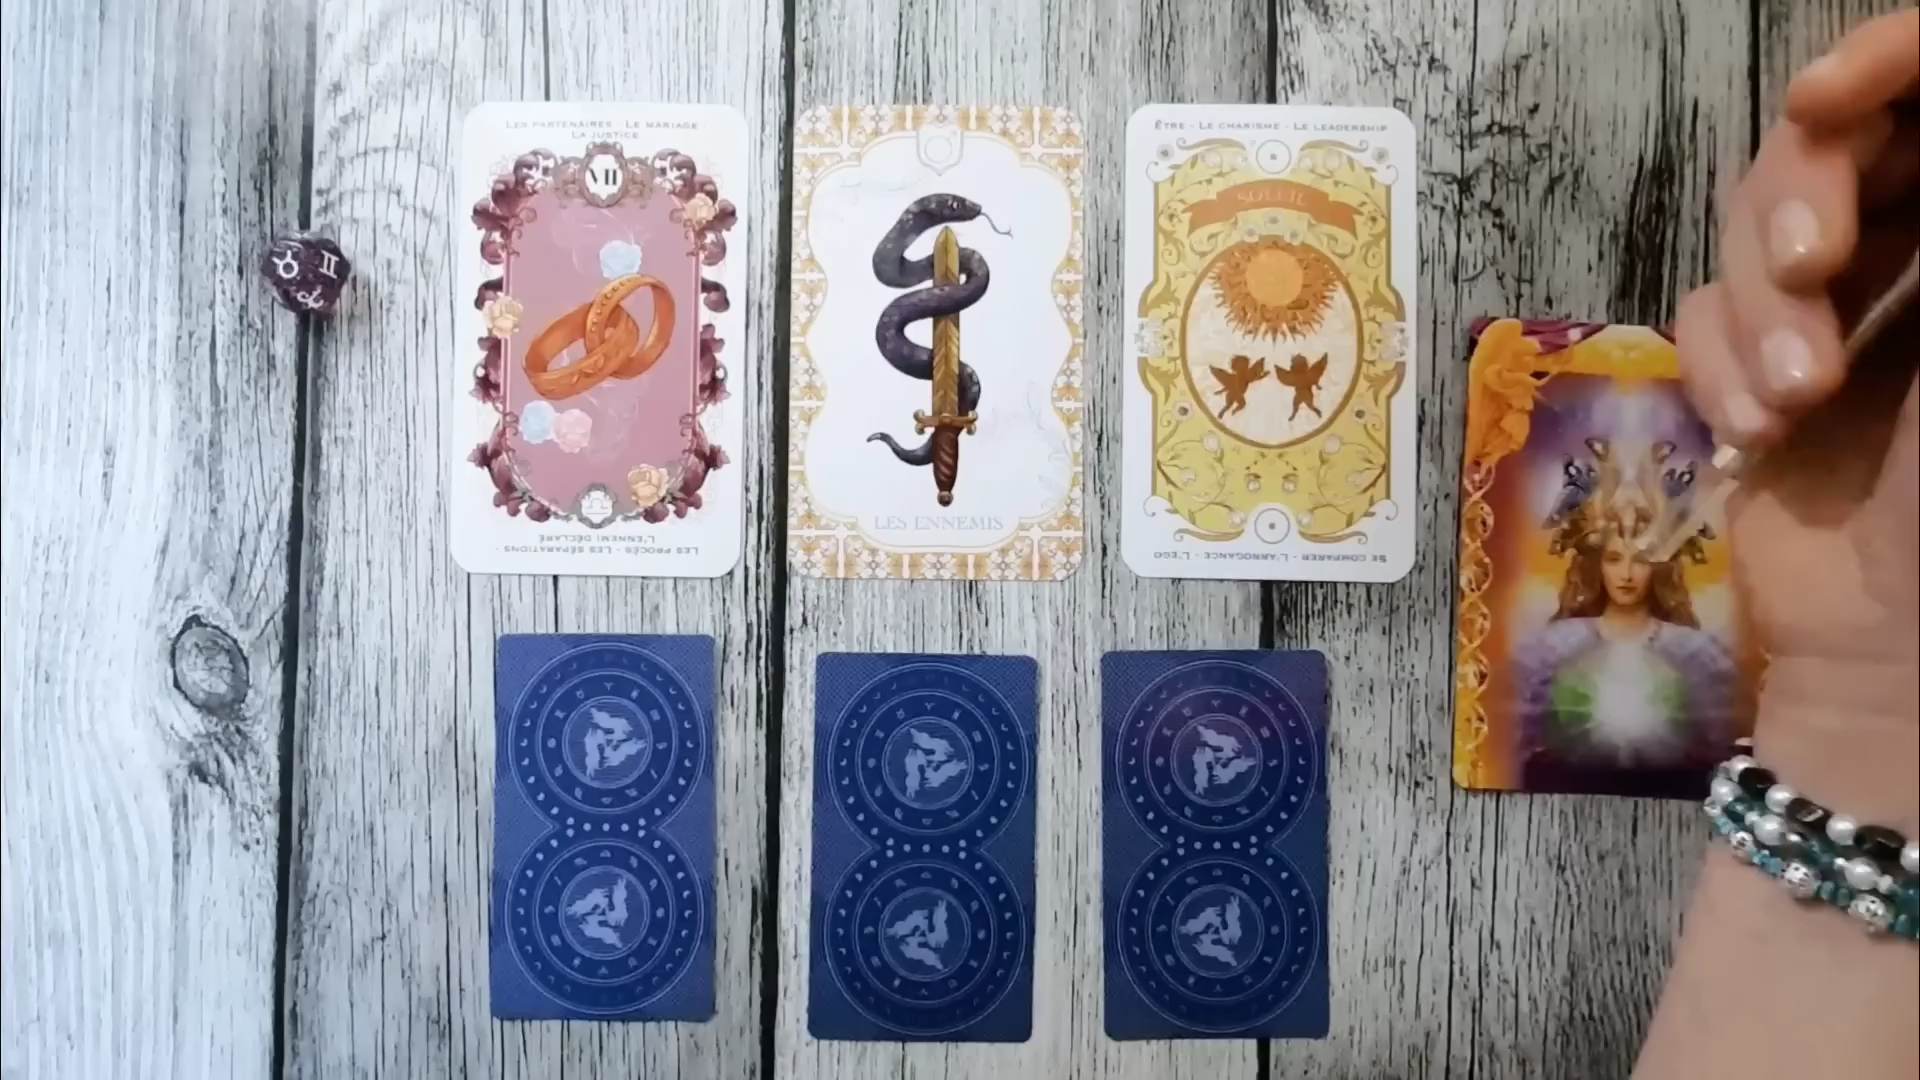 LES PARTENAIRES - LE MARIAGE -
LA JUSTICE
VII
LES PROCÈS - LES SÉPARATIONS -
L'ENNEMI DÉCLARÉ
LES ENNEMIS
ÊTRE - LE CHARISME - LE LEADERSHIP
SOLEIL
SE COMPARER - L'ARROGANCE - L'EGO